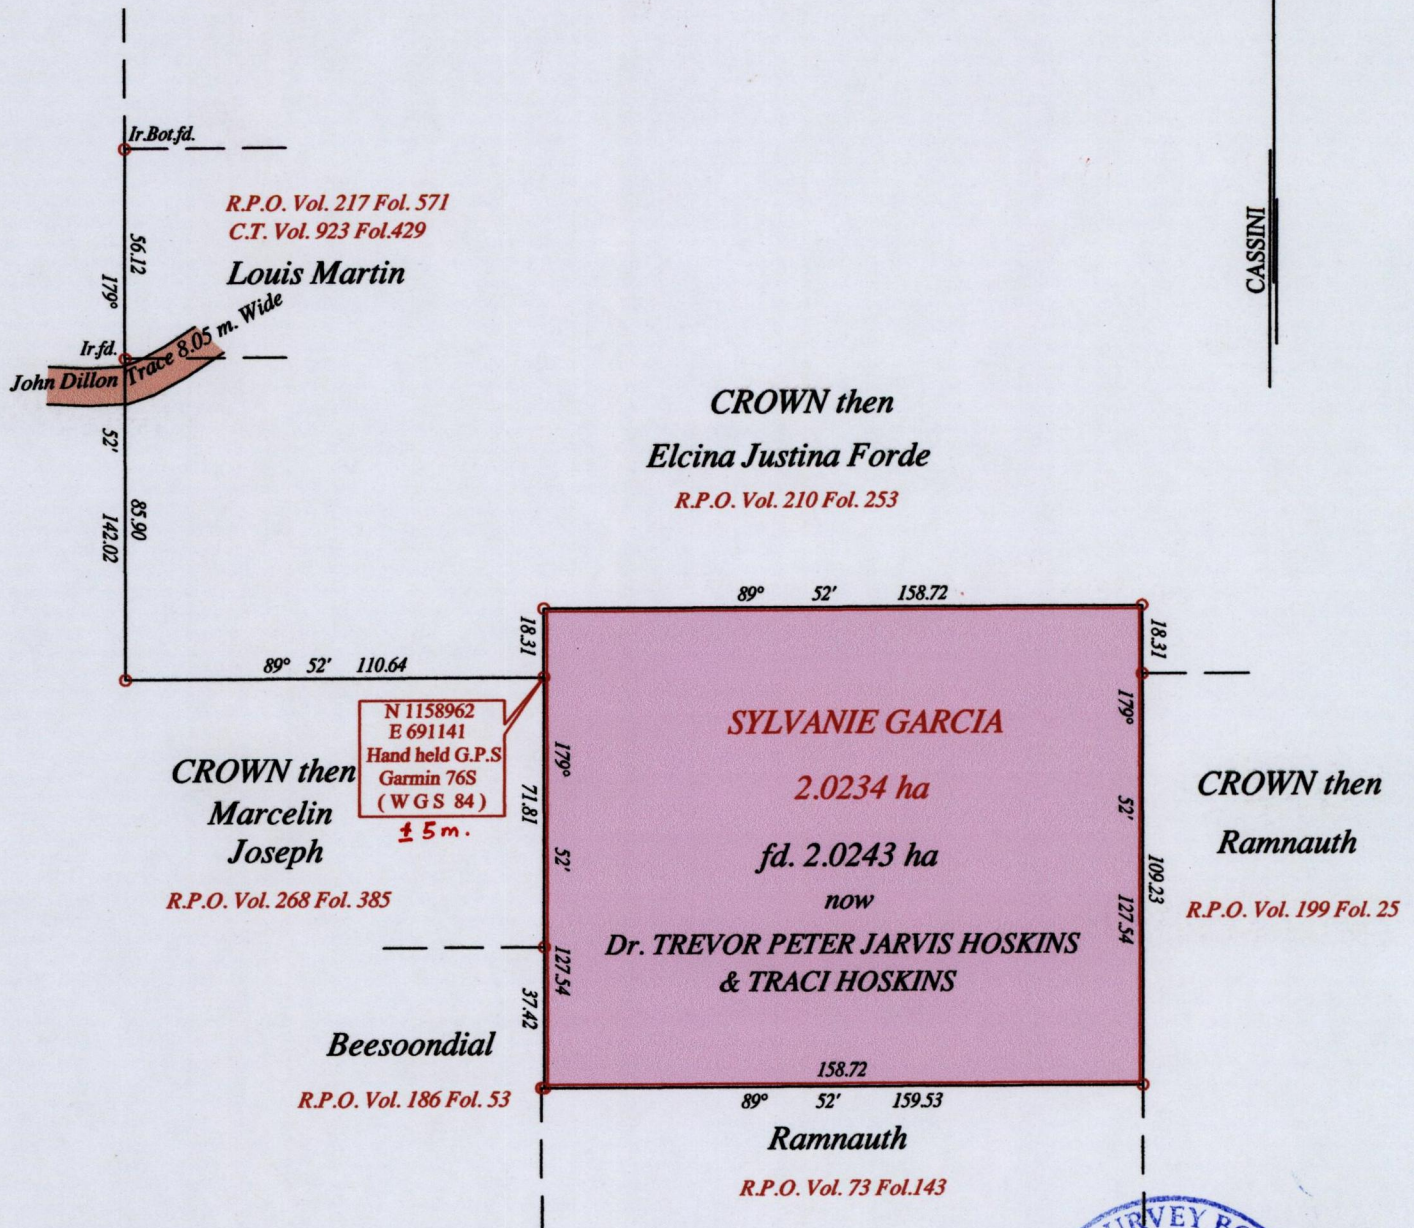 Ir.Bot.fd.
R.P.O. Vol. 217 Fol. 571
C.T. Vol. 923 Fol.429
Louis Martin
56.12
179°
CASSINI
Ir.fd.
John Dillon Trace 8.05 m. Wide
52'
85.90
142.02
CROWN then
Elcina Justina Forde
R.P.O. Vol. 210 Fol. 253
89° 52' 158.72
18.31
18.31
89° 52' 110.64
N 1158962
E 691141
Hand held G.P.S
Garmin 76S
( W G S 84 )
± 5m.
CROWN then
Marcelin
Joseph
R.P.O. Vol. 268 Fol. 385
179°
71.81
52'
127.54
37.42
SYLVANIE GARCIA
2.0234 ha
fd. 2.0243 ha
now
Dr. TREVOR PETER JARVIS HOSKINS
& TRACI HOSKINS
179°
52'
109.23
127.54
CROWN then
Ramnauth
R.P.O. Vol. 199 Fol. 25
Beesoondial
R.P.O. Vol. 186 Fol. 53
158.72
89° 52' 159.53
Ramnauth
R.P.O. Vol. 73 Fol.143